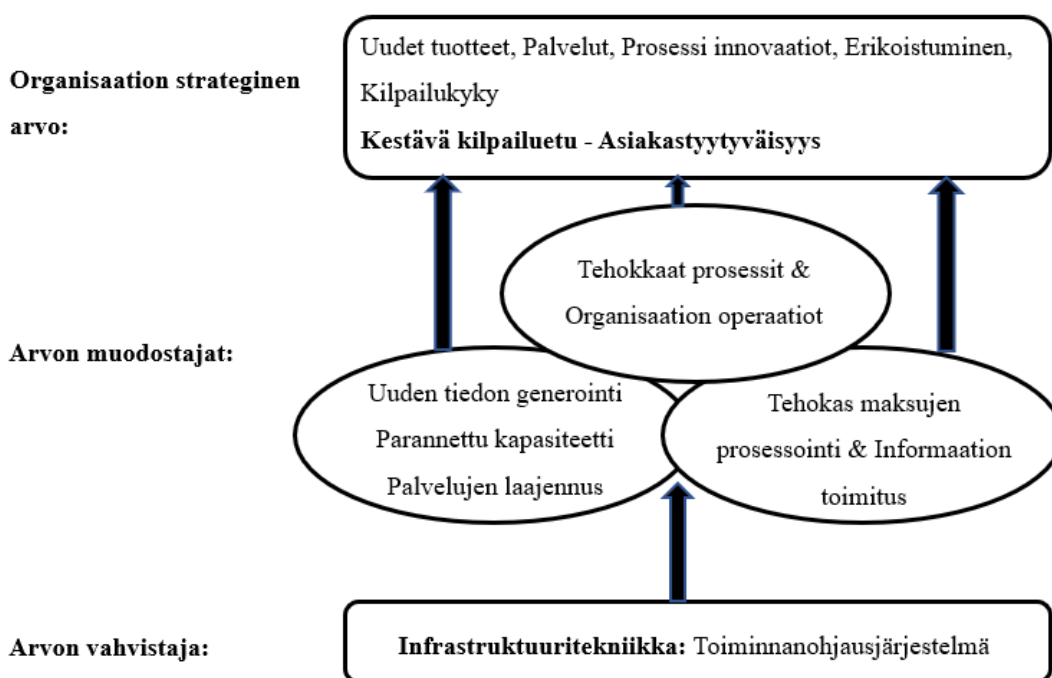 Organisaation strateginen
arvo:
Uudet tuotteet, Palvelut, Prosessi innovaatiot, Erikoistuminen,
Kilpailukyky
Kestävä kilpailuetu - Asiakastyytyväisyys
Arvon muodostajat:
Tehokkaat prosessit &
Organisaation operaatiot
Uuden tiedon generointi
Parannettu kapasiteetti
Palvelujen laajennus
Tehokas maksujen
prosessointi & Informaation
toimitus
Arvon vahvistaja:
Infrastruktuuritekniikka: Toiminnanohjausjärjestelmä